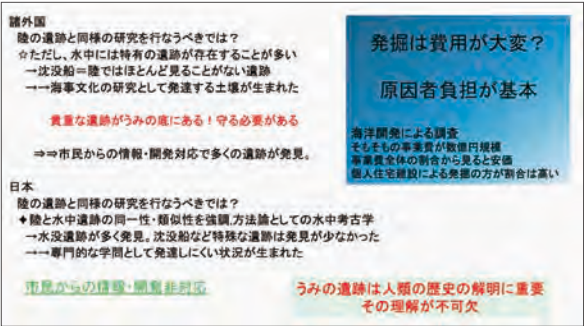 諸外国
陸の遺跡と同様の研究を行なうべきでは？
☆ただし、水中には特有の遺跡が存在することが多い
→沈没船＝陸ではほとんど見ることがない遺跡
→→海事文化の研究として発達する土壌が生まれた
貴重な遺跡がうみの底にある！守る必要がある
⇒⇒市民からの情報・開発対応で多くの遺跡が発見。
日本
陸の遺跡と同様の研究を行なうべきでは？
✦陸と水中遺跡の同一性・類似性を強調、方法論としての水中考古学
→水没遺跡が多く発見。沈没船など特殊な遺跡は発見が少なかった
→→専門的な学問として発達しにくい状況が生まれた
市民からの情報・開発非対応
発掘は費用が大変？
原因者負担が基本
海洋開発による調査
そもそもの事業費が数億円規模
事業費全体の割合から見ると安価
個人住宅建設による発掘の方が割合は高い
うみの遺跡は人類の歴史の解明に重要
その理解が不可欠